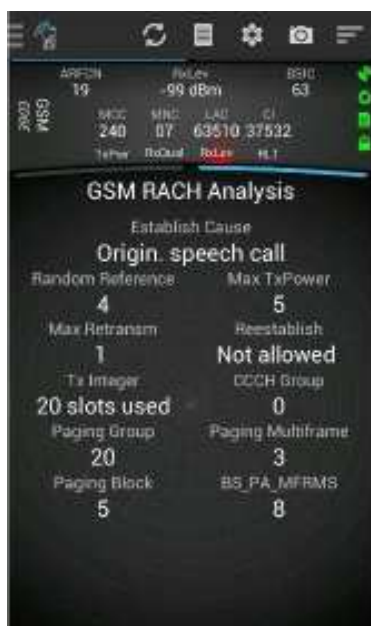 ARFCN RxLev BSIC
19 -99 dBm 63
GSM
MCC MNC LAC CI
240 07 63510 37532
TxPwr RxQual RxLev RLT
GSM RACH Analysis
Establish Cause
Origin. speech call
Random Reference Max TxPower
4 5
Max Retransm Reestablish
1 Not allowed
Tx Integer CCCH Group
20 slots used 0
Paging Group Paging Multiframe
20 3
Paging Block BS_PA_MFRMS
5 8